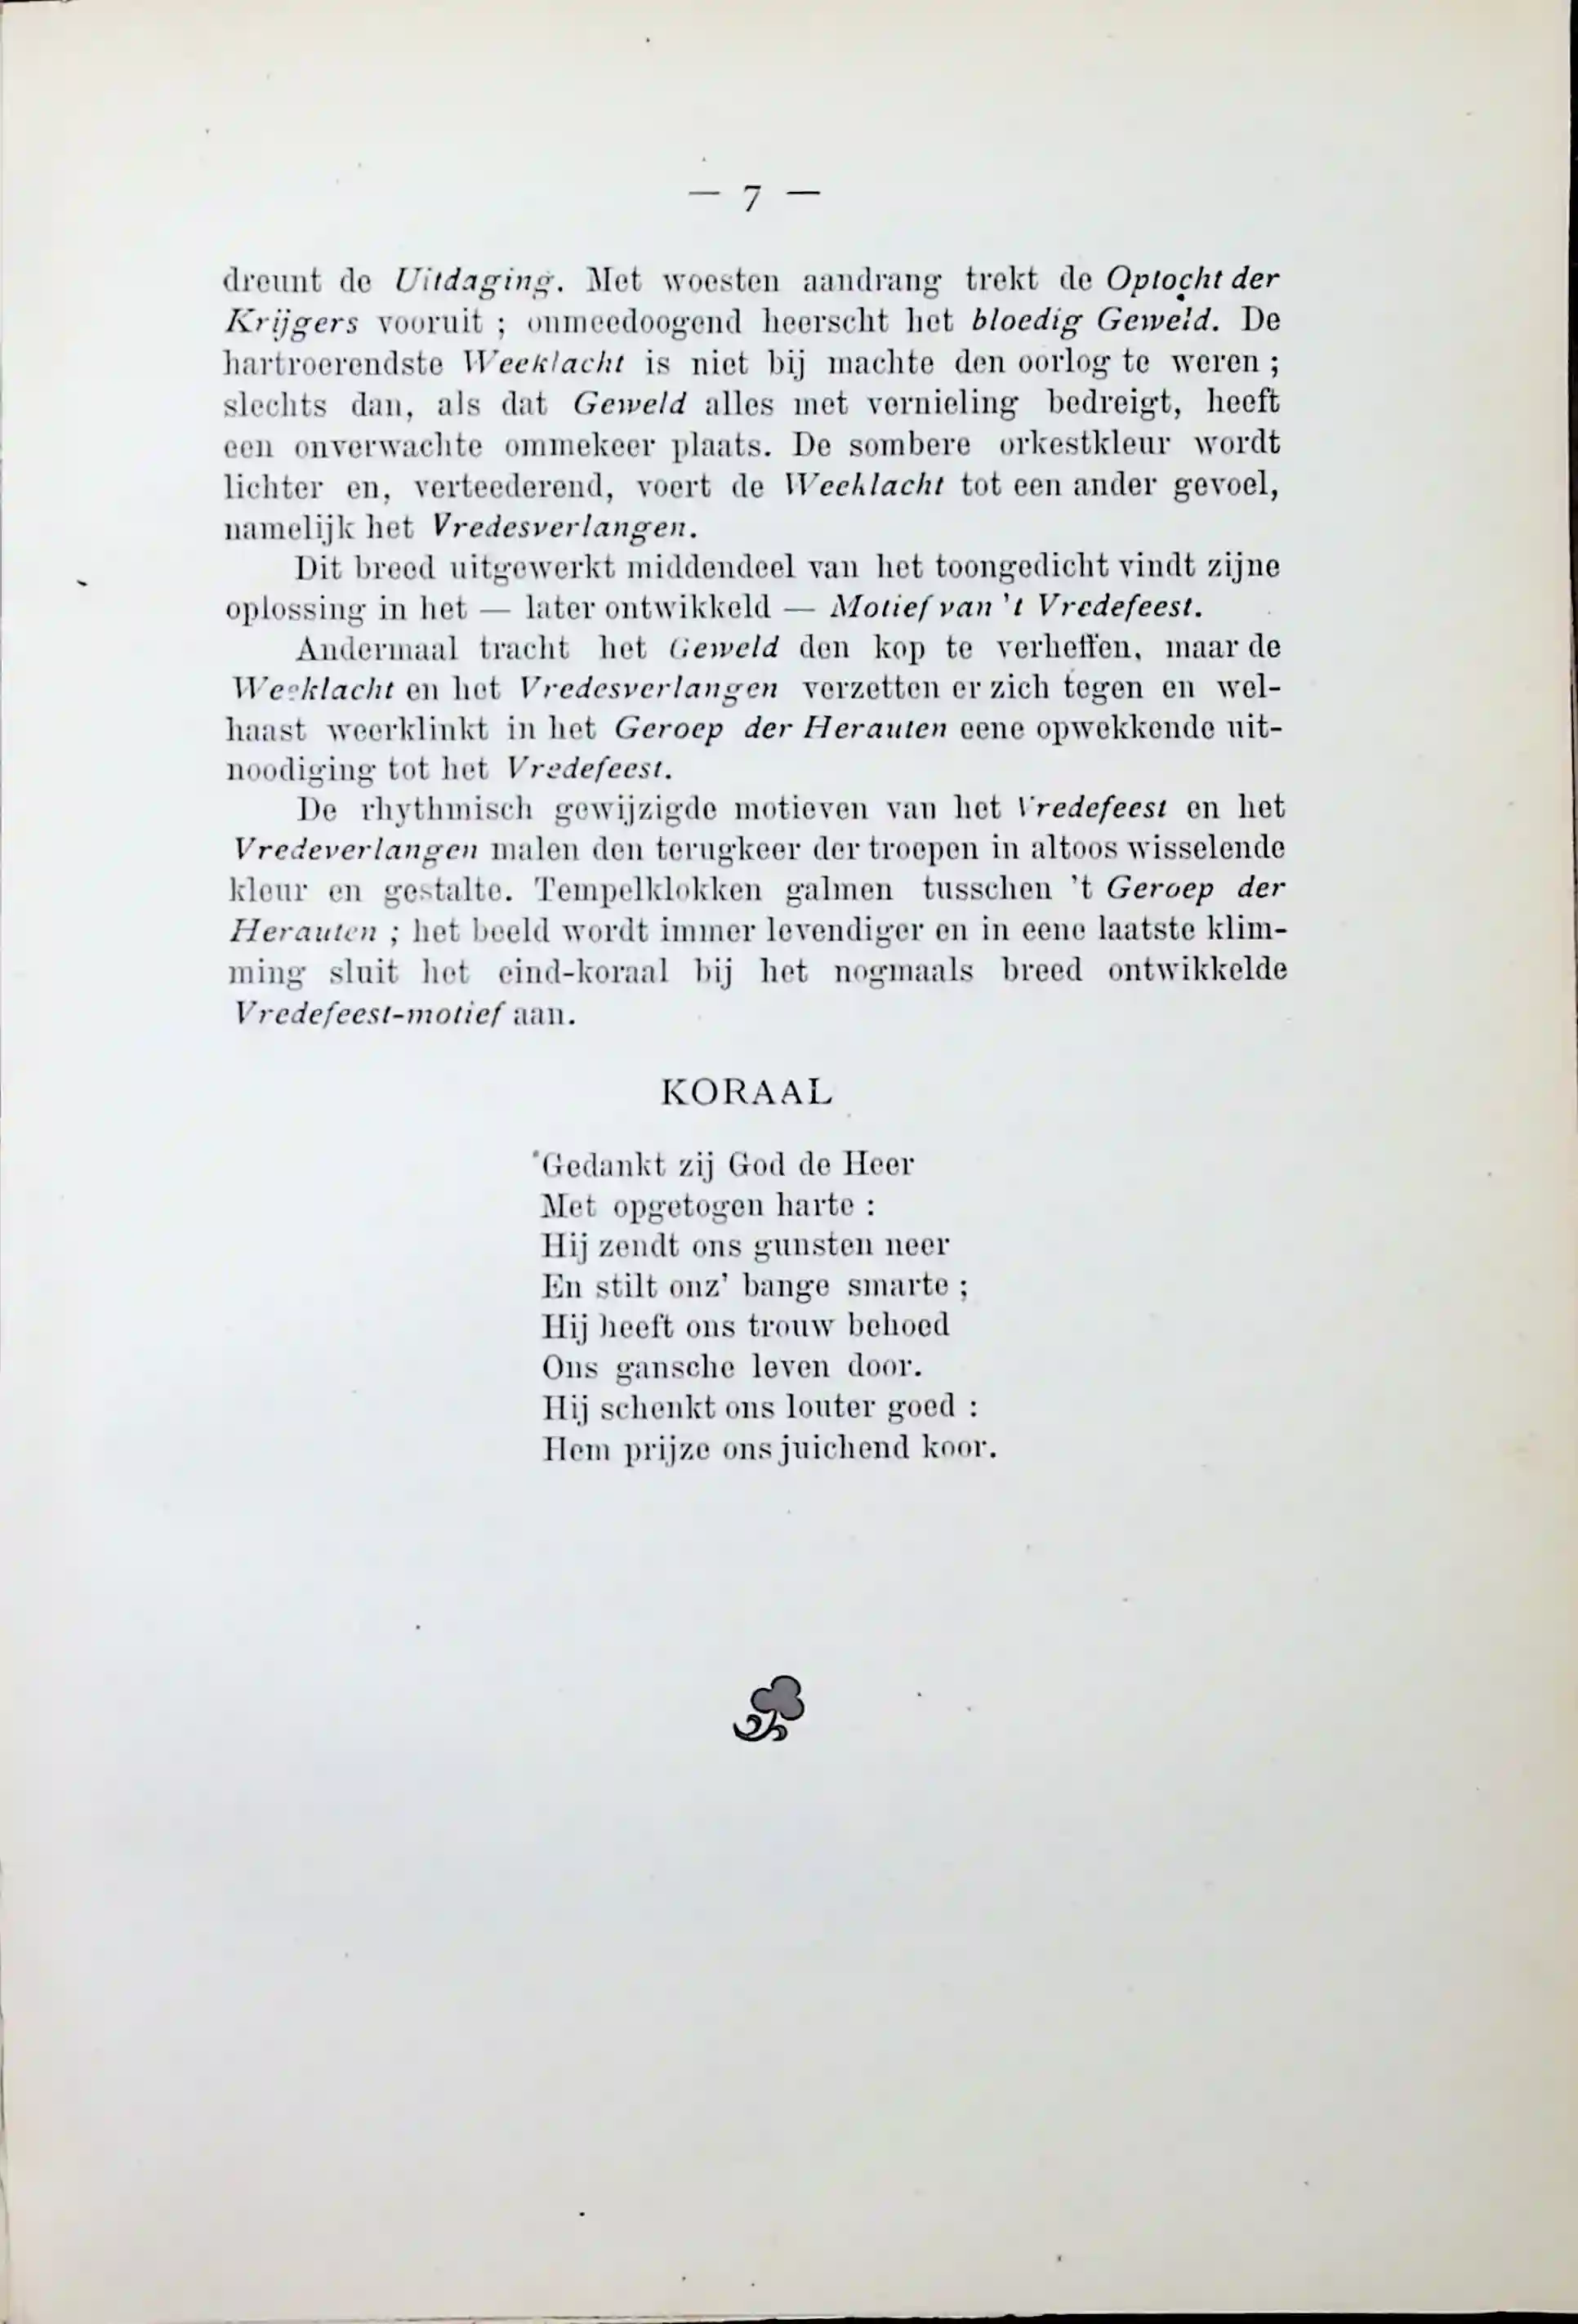 — 7 —
dreunt de Uitdaging. Met woesten aandrang trekt de Optocht der
Krijgers vooruit ; onmeedoogend heerscht het bloedig Geweld. De
hartroerendste Weeklacht is niet bij machte den oorlog te weren ;
slechts dan, als dat Geweld alles met vernieling bedreigt, heeft
een onverwachte ommekeer plaats. De sombere orkestkleur wordt
lichter en, verteederend, voert de Weeklacht tot een ander gevoel,
namelijk het Vredesverlangen.
Dit breed uitgewerkt middendeel van het toongedicht vindt zijne
oplossing in het — later ontwikkeld — Motief van 't Vredefeest.
Andermaal tracht het Geweld den kop te verheffen, maar de
Weeklacht en het Vredesverlangen verzetten er zich tegen en wel-
haast weerklinkt in het Geroep der Herauten eene opwekkende uit-
noodiging tot het Vredefeest.
De rhythmisch gewijzigde motieven van het Vredefeest en het
Vredeverlangen malen den terugkeer der troepen in altoos wisselende
kleur en gestalte. Tempelklokken galmen tusschen 't Geroep der
Herauten ; het beeld wordt immer levendiger en in eene laatste klim-
ming sluit het eind-koraal bij het nogmaals breed ontwikkelde
Vredefeest-motief aan.
KORAAL
Gedankt zij God de Heer
Met opgetogen harte :
Hij zendt ons gunsten neer
En stilt onz' bange smarte ;
Hij heeft ons trouw behoed
Ons gansche leven door.
Hij schenkt ons louter goed :
Hem prijze ons juichend koor.